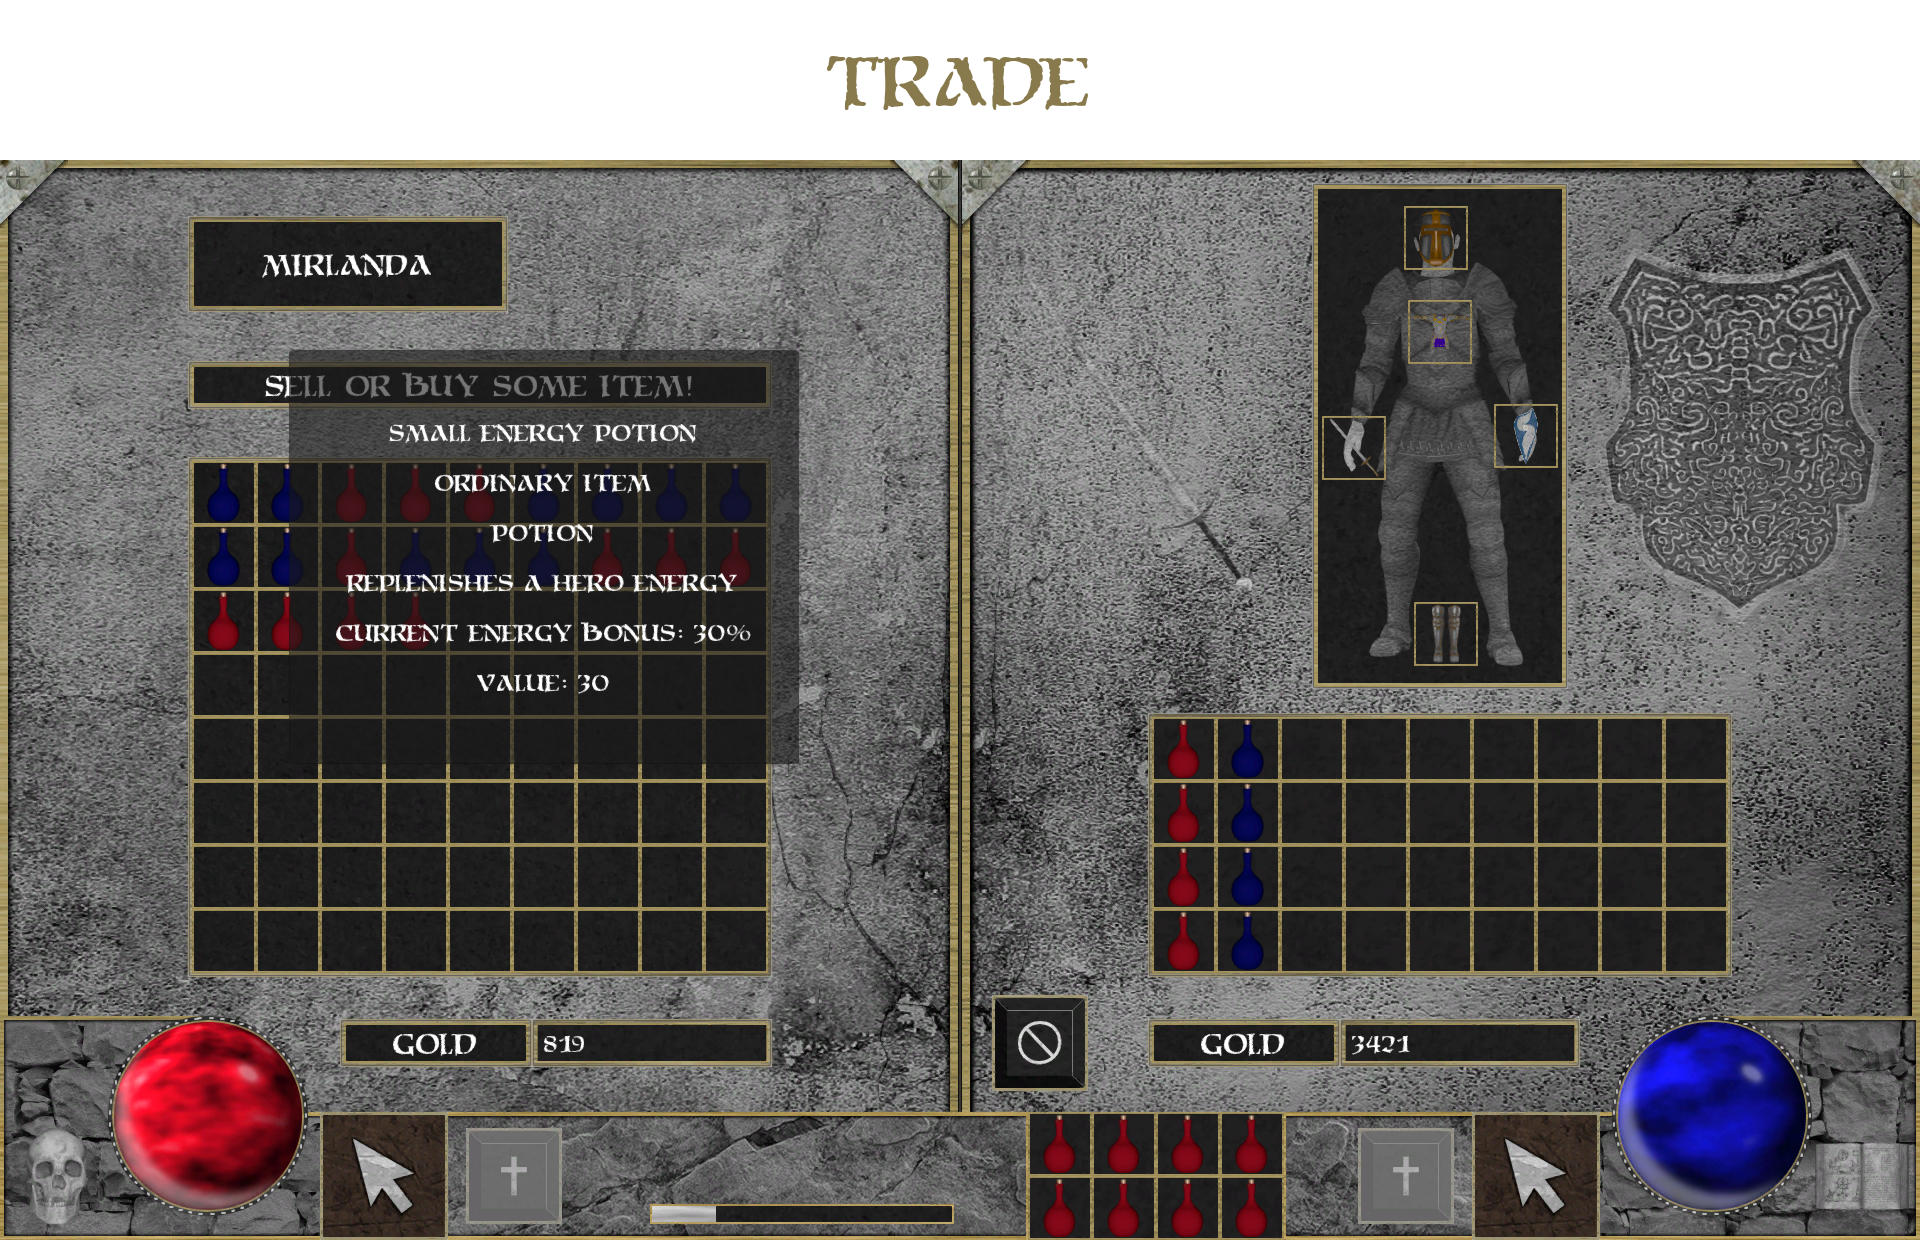 TRADE
MIRLANDA
SELL OR BUY SOME ITEM!
SMALL ENERGY POTION
ORDINARY ITEM
POTION
REPLENISHES A HERO ENERGY
CURRENT ENERGY BONUS: 30%
VALUE: 30
GOLD 819
GOLD 3421